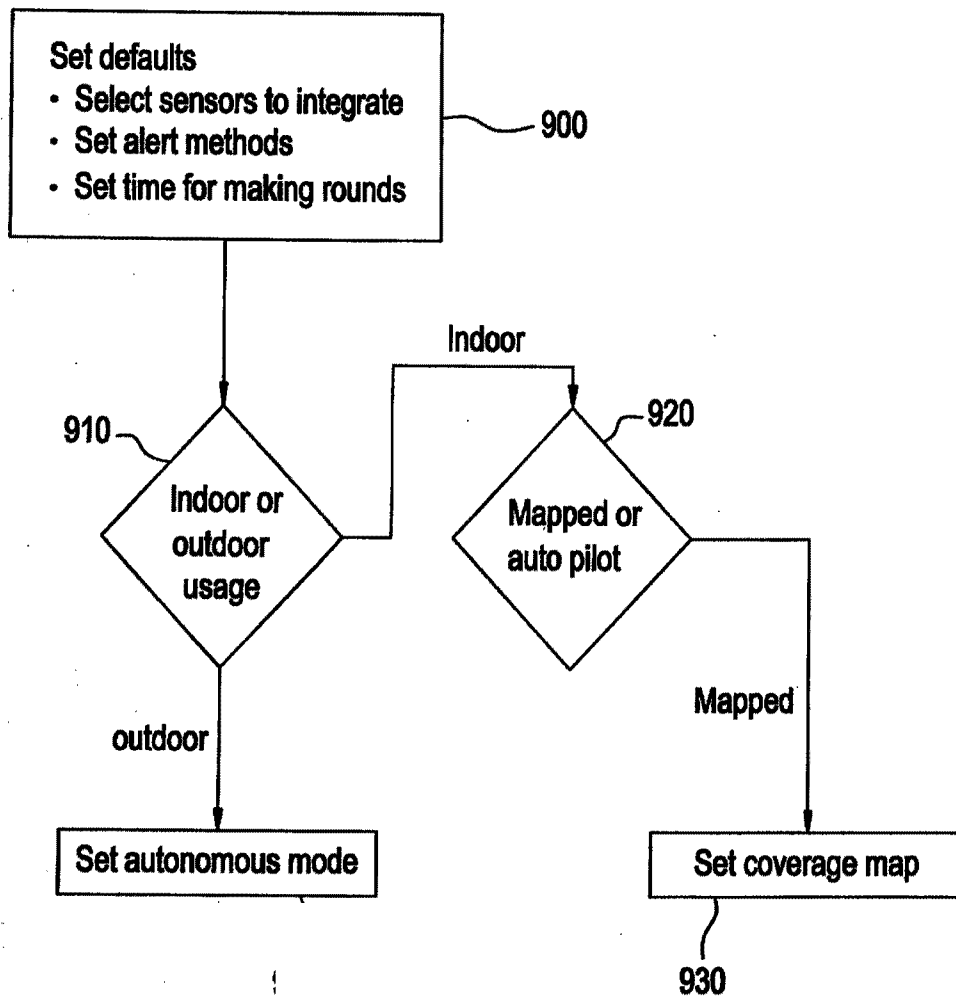 Set defaults
• Select sensors to integrate
• Set alert methods
• Set time for making rounds
900
Indoor
910
920
Indoor or
outdoor
usage
Mapped or
auto pilot
Mapped
outdoor
Set autonomous mode
Set coverage map
930